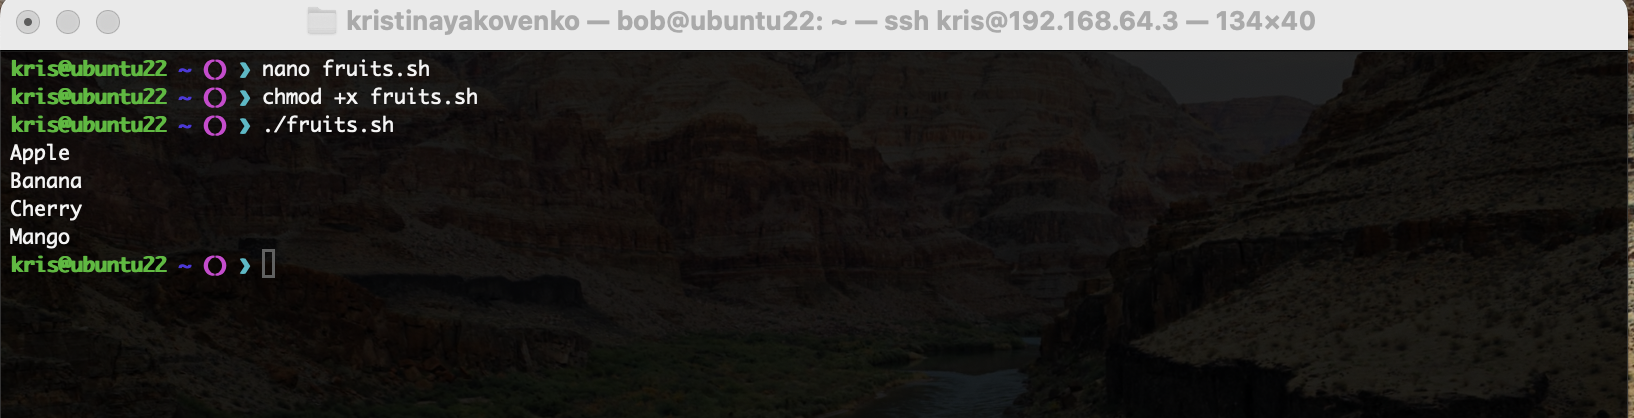 kristinayakovenko — bob@ubuntu22: ~ — ssh kris@192.168.64.3 — 134×40
kris@ubuntu22 ~ () ❯ nano fruits.sh
kris@ubuntu22 ~ () ❯ chmod +x fruits.sh
kris@ubuntu22 ~ () ❯ ./fruits.sh
Apple
Banana
Cherry
Mango
kris@ubuntu22 ~ () ❯